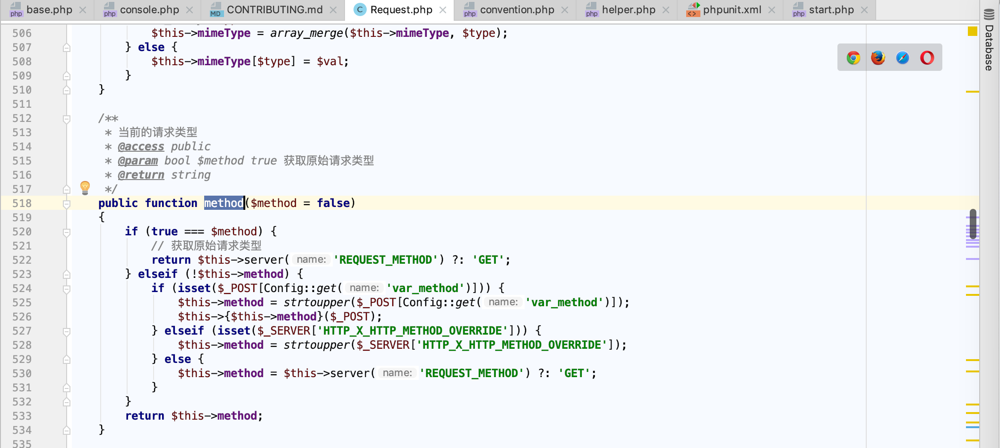 base.php console.php CONTRIBUTING.md Request.php convention.php helper.php phpunit.xml start.php
Database
506 $this->mimeType = array_merge($this->mimeType, $type);
507 } else {
508 $this->mimeType[$type] = $val;
509 }
510 }
511
512 /**
513 * 当前的请求类型
514 * @access public
515 * @param bool $method true 获取原始请求类型
516 * @return string
517 */
518 public function method($method = false)
519 {
520 if (true === $method) {
521 // 获取原始请求类型
522 return $this->server( name: 'REQUEST_METHOD') ?: 'GET';
523 } elseif (!$this->method) {
524 if (isset($_POST[Config::get( name: 'var_method')])) {
525 $this->method = strtoupper($_POST[Config::get( name: 'var_method')]);
526 $this->{$this->method}($_POST);
527 } elseif (isset($_SERVER['HTTP_X_HTTP_METHOD_OVERRIDE'])) {
528 $this->method = strtoupper($_SERVER['HTTP_X_HTTP_METHOD_OVERRIDE']);
529 } else {
530 $this->method = $this->server( name: 'REQUEST_METHOD') ?: 'GET';
531 }
532 }
533 return $this->method;
534 }
535